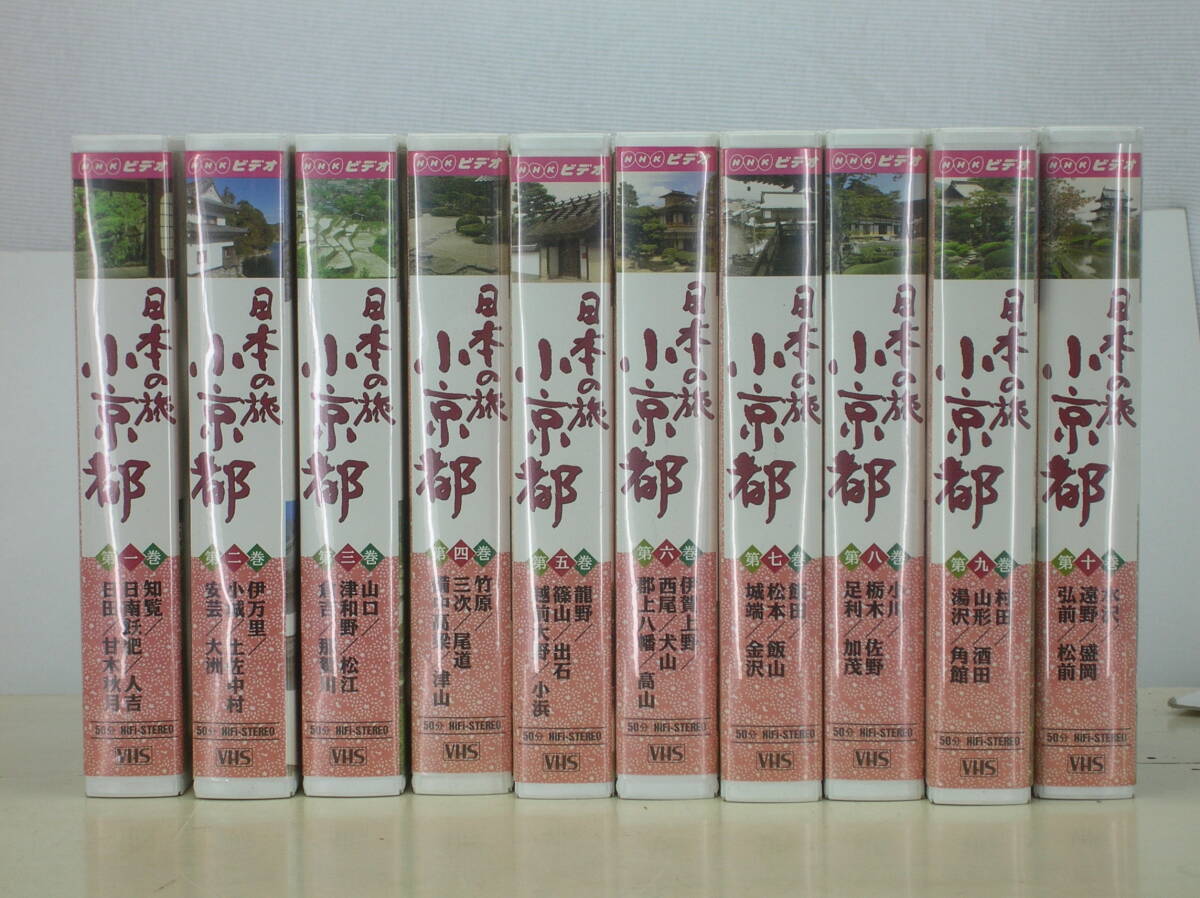 NHKビデオ
日本の旅
小京都
第一巻
知覧/
日南飫肥/人吉
日田 甘木秋月
50分 HiFi-STEREO
VHS
NHKビデオ
日本の旅
小京都
第二巻
伊万里/
小城 土佐中村
安芸 大洲
50分 HiFi-STEREO
VHS
NHKビデオ
日本の旅
小京都
第三巻
山口/
津和野/松江
倉吉
50分 HiFi-STEREO
VHS
NHKビデオ
日本の旅
小京都
第四巻
竹原/
三次/尾道
備中高梁/津山
50分 HiFi-STEREO
VHS
NHKビデオ
日本の旅
小京都
第五巻
龍野/
篠山 出石
越前大野 小浜
50分 HiFi-STEREO
VHS
NHKビデオ
日本の旅
小京都
第六巻
伊賀上野/
西尾/犬山
郡上八幡/高山
50分 HiFi-STEREO
VHS
NHKビデオ
日本の旅
小京都
第七巻
飯田
松本 飯山
城端 金沢
50分 HiFi-STEREO
VHS
NHKビデオ
日本の旅
小京都
第八巻
小川
栃木 佐野
足利 加茂
50分 HiFi-STEREO
VHS
NHKビデオ
日本の旅
小京都
第九巻
村田
山形/酒田
湯沢/角館
50分 HiFi-STEREO
VHS
NHKビデオ
日本の旅
小京都
第十巻
水沢
遠野/盛岡
弘前 松前
50分 HiFi-STEREO
VHS